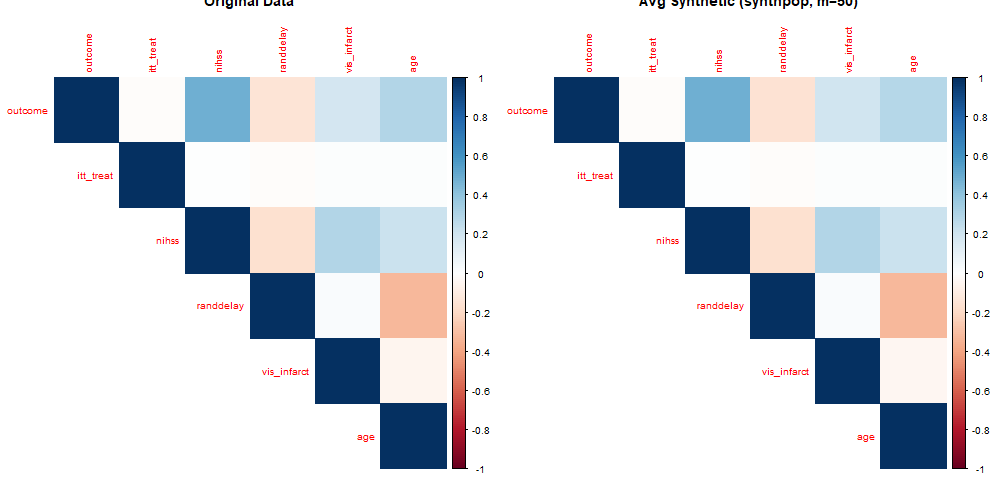 Original Data
outcome
itt_treat
nihss
randdelay
vis_infarct
age
outcome
itt_treat
nihss
randdelay
vis_infarct
age
1
0.8
0.6
0.4
0.2
0
-0.2
-0.4
-0.6
-0.8
-1
Avg Synthetic (synthpop, m=50)
outcome
itt_treat
nihss
randdelay
vis_infarct
age
outcome
itt_treat
nihss
randdelay
vis_infarct
age
1
0.8
0.6
0.4
0.2
0
-0.2
-0.4
-0.6
-0.8
-1